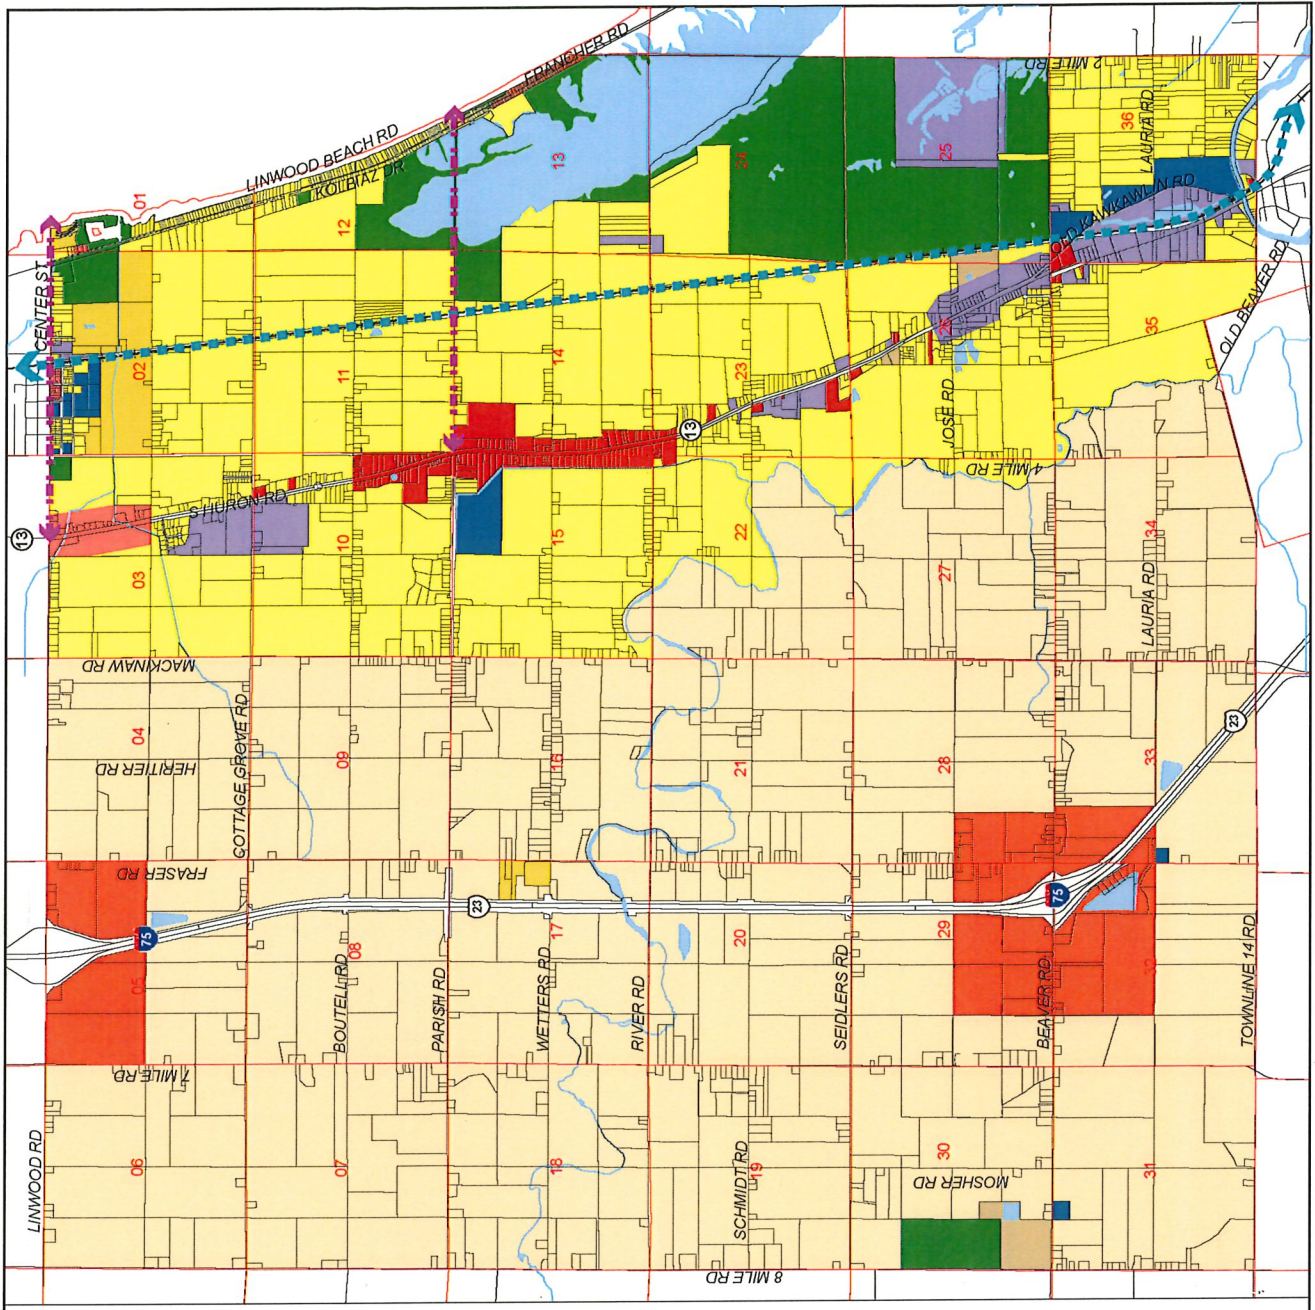 FRANCHER RD
LINWOOD BEACH RD
KOLBIAZ DR
CENTER ST
2 MILE RD
LAURIA RD
36
01
12
13
24
25
OLD KAWKAWLIN RD
OLD BEAVER RD
02
11
14
23
26
35
13
JOSE RD
4 MILE RD
S HURON RD
13
03
10
15
22
27
34
LAURIA RD
MACKINAW RD
COTTAGE GROVE RD
HERITIER RD
04
09
16
21
28
33
23
FRASER RD
75
23
75
05
08
17
20
29
32
BOUTELL RD
PARISH RD
WETTERS RD
RIVER RD
SEIDLERS RD
BEAVER RD
TOWNLINE 14 RD
7 MILE RD
LINWOOD RD
06
07
18
19
30
31
SCHMIDT RD
MOSHER RD
8 MILE RD